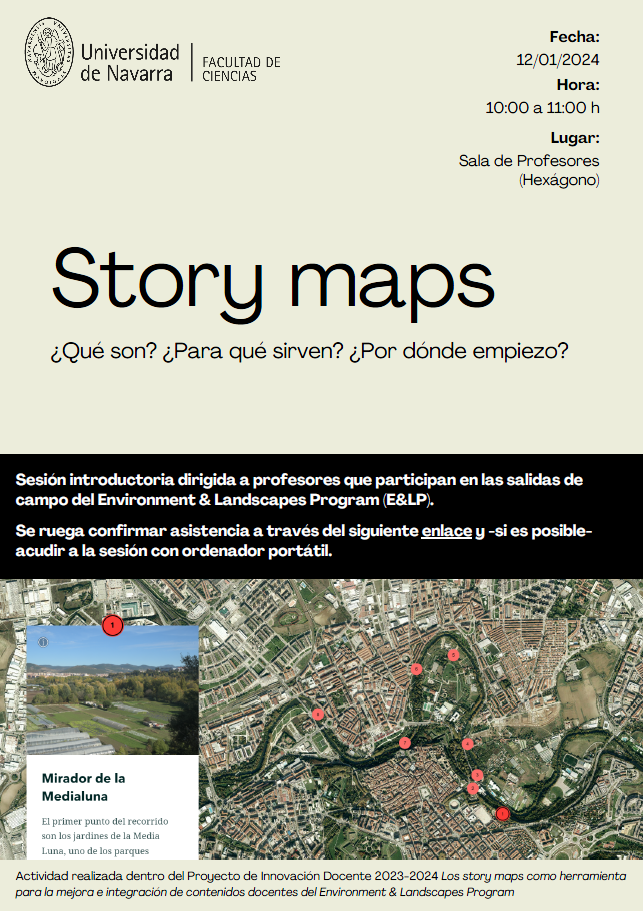 Universidad
de Navarra
FACULTAD DE
CIENCIAS
Fecha:
12/01/2024
Hora:
10:00 a 11:00 h
Lugar:
Sala de Profesores
(Hexágono)
Story maps
¿Qué son? ¿Para qué sirven? ¿Por dónde empiezo?
Sesión introductoria dirigida a profesores que participan en las salidas de
campo del Environment & Landscapes Program (E&LP).
Se ruega confirmar asistencia a través del siguiente enlace y -si es posible-
acudir a la sesión con ordenador portátil.
1
Mirador de la
Medialuna
El primer punto del recorrido
son los jardines de la Media
Luna, uno de los parques
Actividad realizada dentro del Proyecto de Innovación Docente 2023-2024 Los story maps como herramienta
para la mejora e integración de contenidos docentes del Environment & Landscapes Program